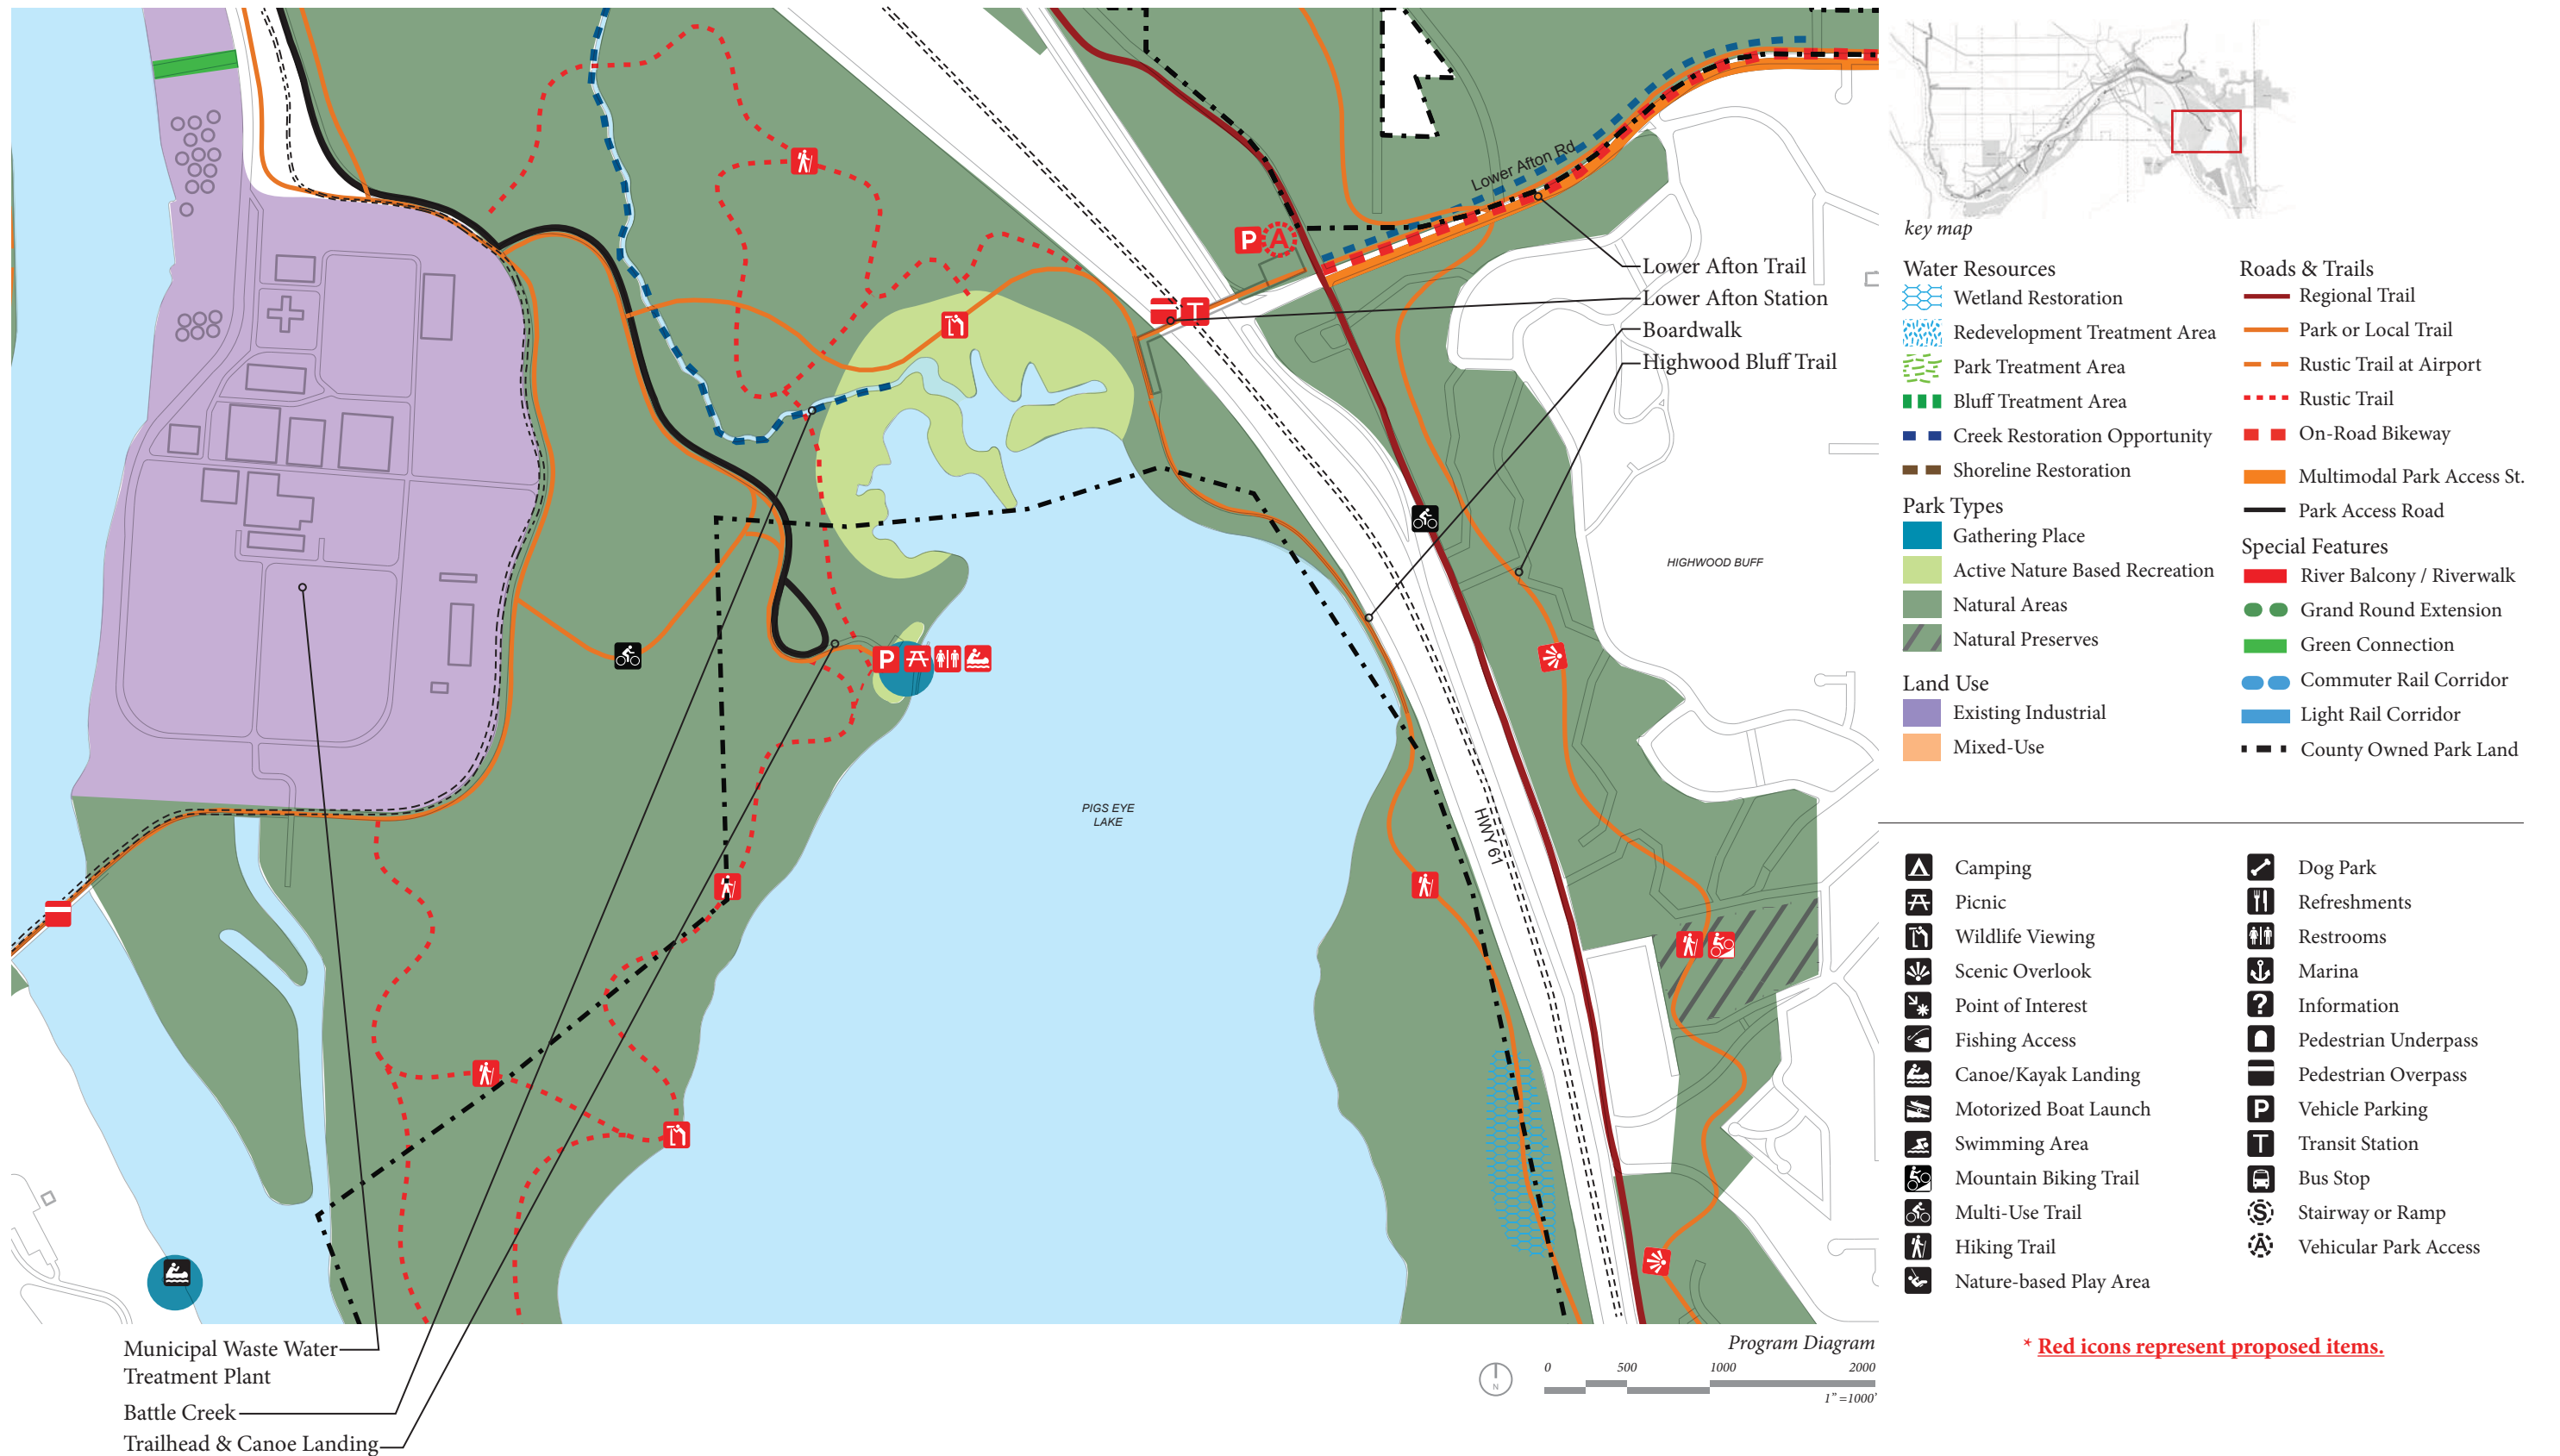 Lower Afton Rd
P
A
T
Lower Afton Trail
Lower Afton Station
Boardwalk
Highwood Bluff Trail
HIGHWOOD BUFF
P
PIGS EYE
LAKE
HWY 61
Municipal Waste Water
Treatment Plant
Battle Creek
Trailhead & Canoe Landing
Program Diagram
N
0 500 1000 2000
1" =1000'
key map
Water Resources
Wetland Restoration
Redevelopment Treatment Area
Park Treatment Area
Bluff Treatment Area
Creek Restoration Opportunity
Shoreline Restoration
Park Types
Gathering Place
Active Nature Based Recreation
Natural Areas
Natural Preserves
Land Use
Existing Industrial
Mixed-Use
Roads & Trails
Regional Trail
Park or Local Trail
Rustic Trail at Airport
Rustic Trail
On-Road Bikeway
Multimodal Park Access St.
Park Access Road
Special Features
River Balcony / Riverwalk
Grand Round Extension
Green Connection
Commuter Rail Corridor
Light Rail Corridor
County Owned Park Land
Camping
Picnic
Wildlife Viewing
Scenic Overlook
Point of Interest
Fishing Access
Canoe/Kayak Landing
Motorized Boat Launch
Swimming Area
Mountain Biking Trail
Multi-Use Trail
Hiking Trail
Nature-based Play Area
Dog Park
Refreshments
Restrooms
Marina
? Information
Pedestrian Underpass
Pedestrian Overpass
P Vehicle Parking
T Transit Station
Bus Stop
S Stairway or Ramp
A Vehicular Park Access
* Red icons represent proposed items.